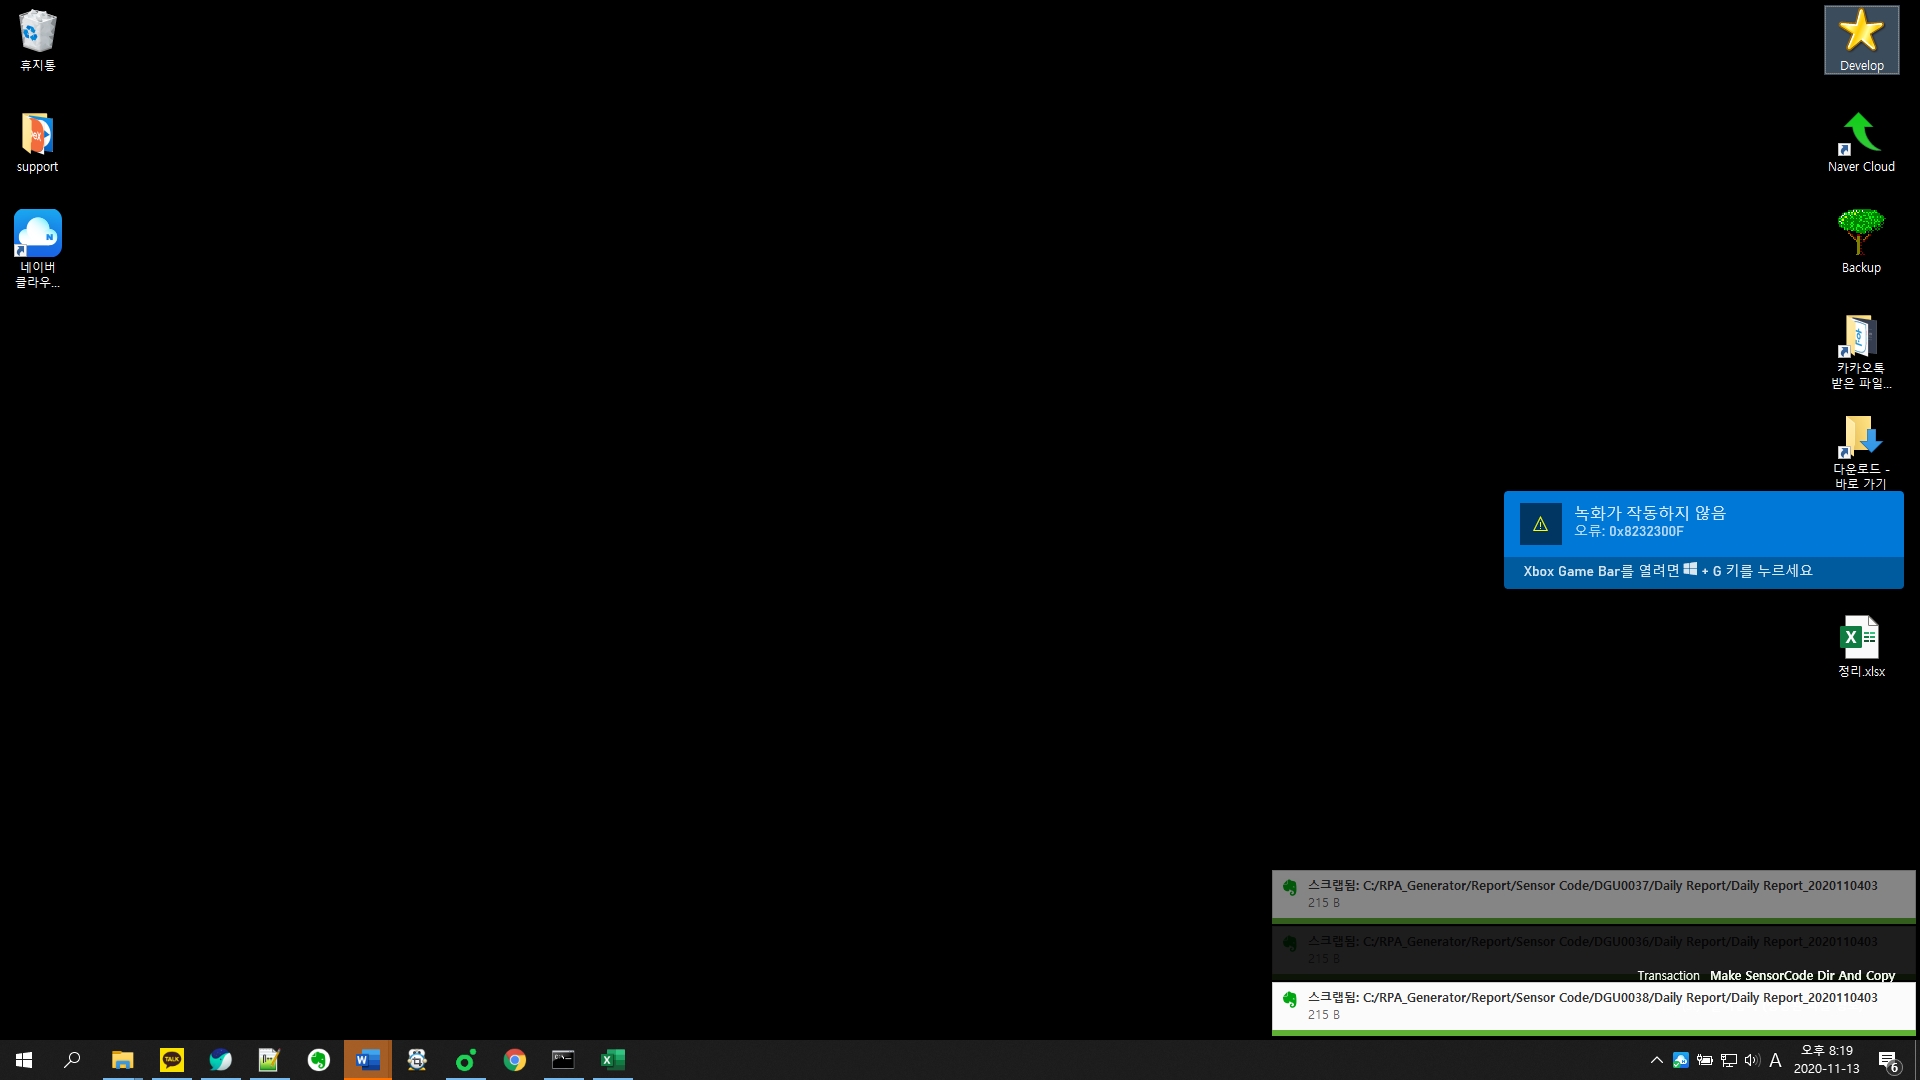 휴지통
support
네이버
클라우...
Develop
Naver Cloud
Backup
카카오톡
받은 파일...
다운로드 -
바로 가기
녹화가 작동하지 않음
오류: 0x8232300F
Xbox Game Bar를 열려면 + G 키를 누르세요
정리.xlsx
스크랩됨: C:/RPA_Generator/Report/Sensor Code/DGU0037/Daily Report/Daily Report_2020110403
215 B
스크랩됨: C:/RPA_Generator/Report/Sensor Code/DGU0036/Daily Report/Daily Report_2020110403
215 B
Transaction Make SensorCode Dir And Copy
스크랩됨: C:/RPA_Generator/Report/Sensor Code/DGU0038/Daily Report/Daily Report_2020110403
215 B
TALK
A
오후 8:19
2020-11-13
6